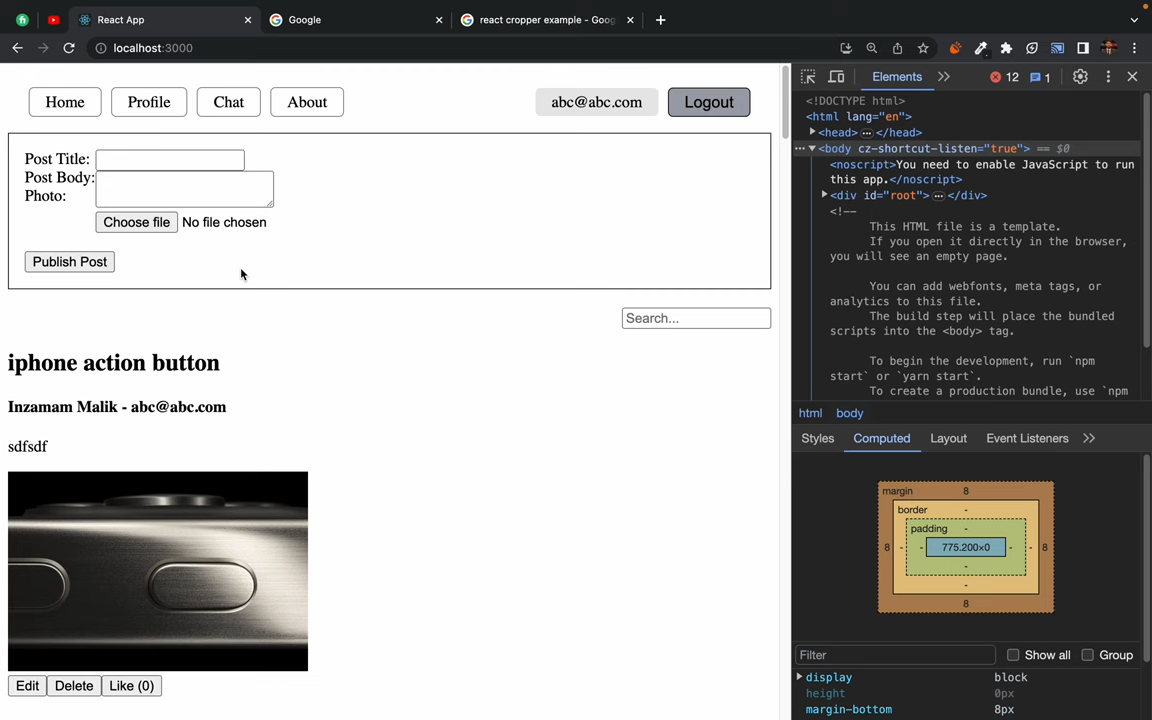 React App
Google
react cropper example - Goog
localhost:3000
Home
Profile
Chat
About
abc@abc.com
Logout
Post Title:
Post Body:
Photo:
Choose file No file chosen
Publish Post
Search...
iphone action button
Inzamam Malik - abc@abc.com
sdfsdf
Edit
Delete
Like (0)
Elements
12
1
<!DOCTYPE html>
<html lang="en">
<head> </head>
<body cz-shortcut-listen="true"> == $0
<noscript>You need to enable JavaScript to run
this app.</noscript>
<div id="root"> </div>
<!--
This HTML file is a template.
If you open it directly in the browser,
you will see an empty page.
You can add webfonts, meta tags, or
analytics to this file.
The build step will place the bundled
scripts into the <body> tag.
To begin the development, run `npm
start` or `yarn start`.
To create a production bundle, use `npm
html
body
Styles
Computed
Layout
Event Listeners
margin
8
border
-
padding
-
8
-
-
775.200×0
-
-
8
-
-
8
Filter
Show all
Group
display
block
height
0px
margin-bottom
8px